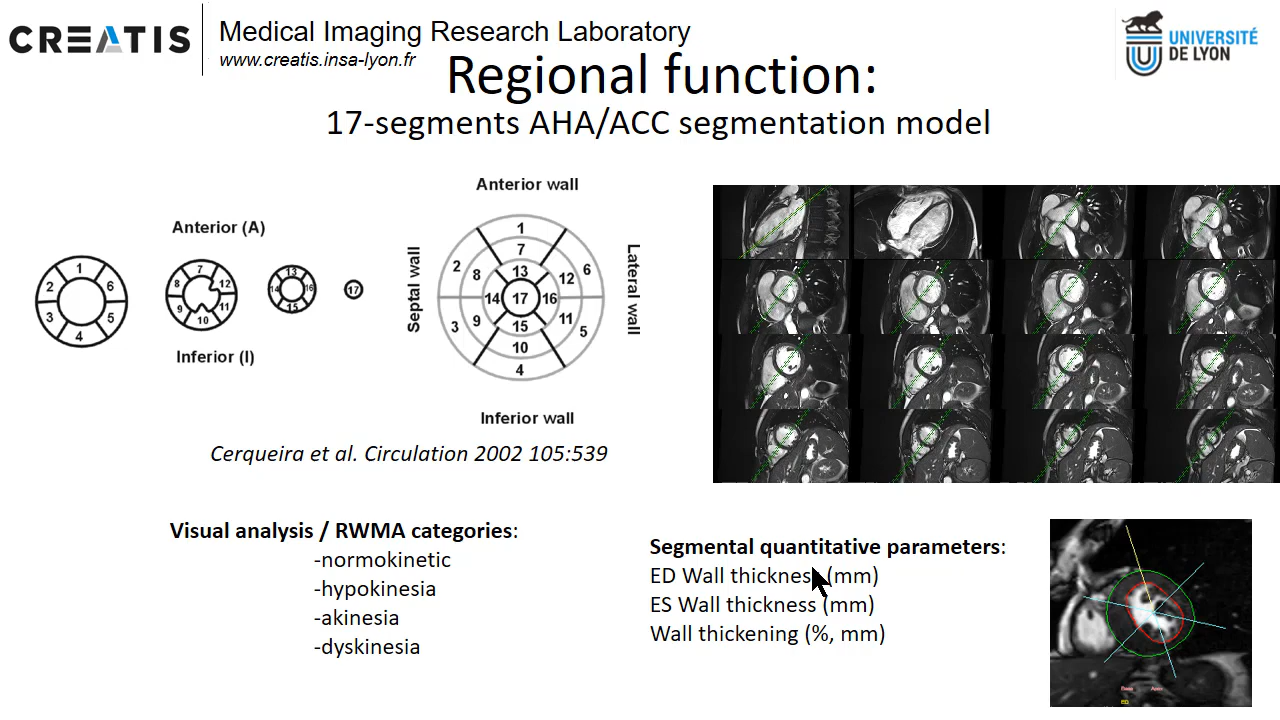 CREATIS
Medical Imaging Research Laboratory
www.creatis.insa-lyon.fr
UNIVERSITÉ
DE LYON
Regional function:
17-segments AHA/ACC segmentation model
Anterior (A)
1
2
6
3
5
4
7
8
12
9
11
10
13
14
16
15
17
Inferior (I)
Anterior wall
Septal wall
Lateral wall
1
7
2
8
13
12
6
14
17
16
3
9
15
11
5
10
4
Inferior wall
Cerqueira et al. Circulation 2002 105:539
Visual analysis / RWMA categories:
-normokinetic
-hypokinesia
-akinesia
-dyskinesia
Segmental quantitative parameters:
ED Wall thickness (mm)
ES Wall thickness (mm)
Wall thickening (%, mm)